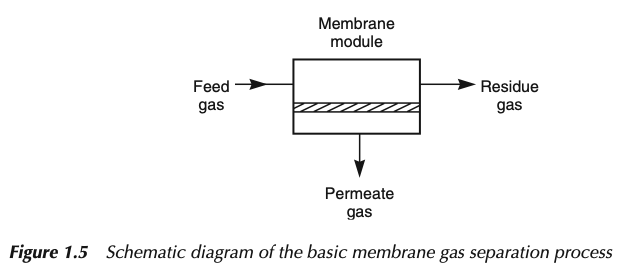 Membrane
module
Feed
gas
Residue
gas
Permeate
gas
Figure 1.5 Schematic diagram of the basic membrane gas separation process